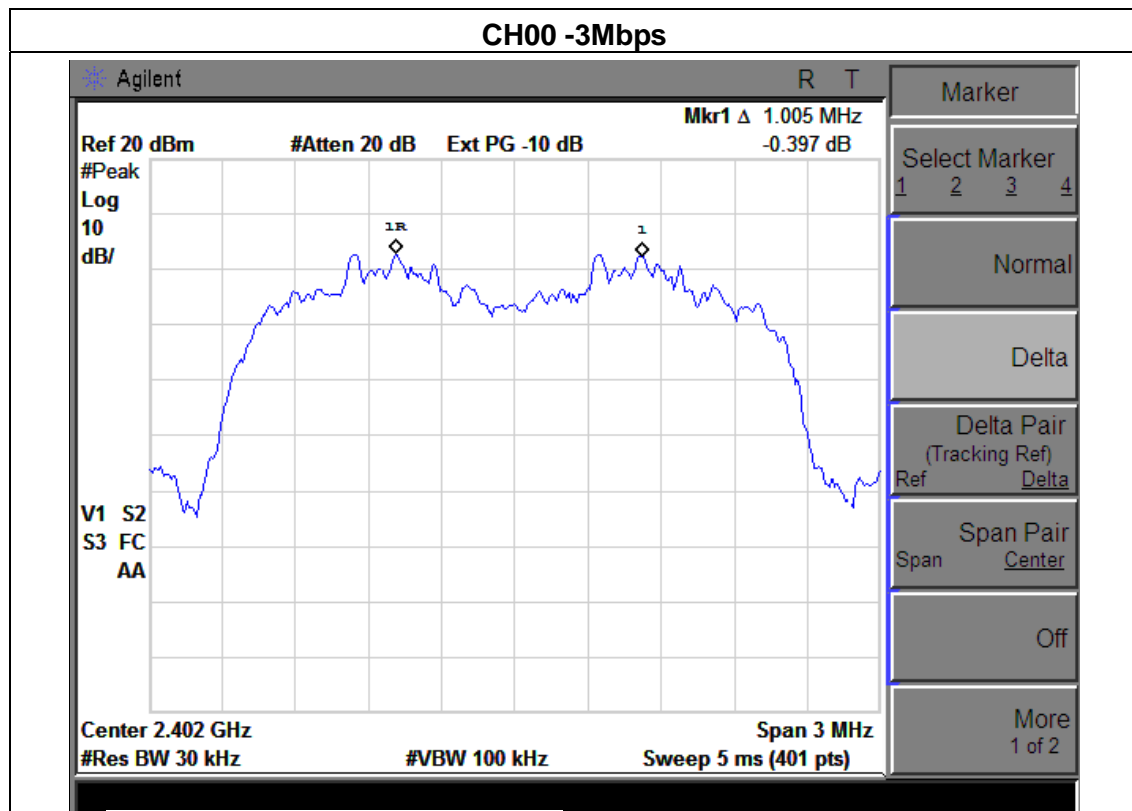 CH00 -3Mbps
Agilent R T
Mkr1 Δ 1.005 MHz
Ref 20 dBm #Atten 20 dB Ext PG -10 dB -0.397 dB
#Peak
Log
10
dB/
1R
1
V1 S2
S3 FC
AA
Center 2.402 GHz Span 3 MHz
#Res BW 30 kHz #VBW 100 kHz Sweep 5 ms (401 pts)
Marker
Select Marker
1 2 3 4
Normal
Delta
Delta Pair
(Tracking Ref)
Ref Delta
Span Pair
Span Center
Off
More
1 of 2